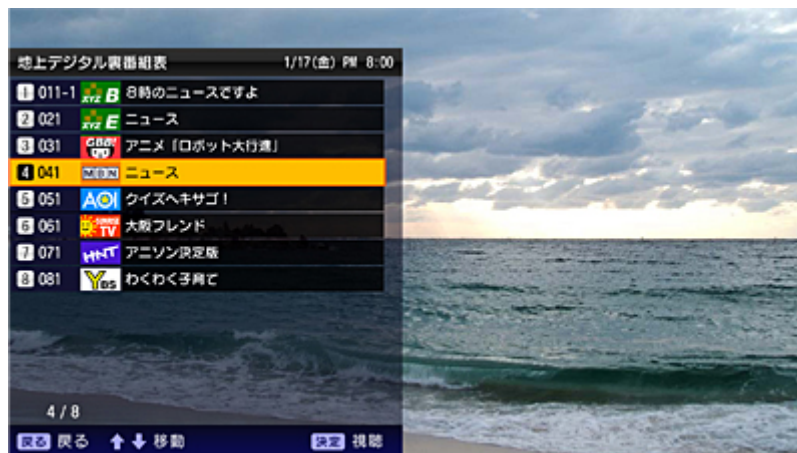 地上デジタル裏番組表 1/17(金) PM 8:00
1 011-1 XYZ B 8時のニュースですよ
2 021 XYZ E ニュース
3 031 GOO! アニメ「ロボット大行進」
4 041 MBN ニュース
5 051 AOI クイズヘキサゴ!
6 061 SUNRISE TV 大阪フレンド
7 071 HNT アニソン決定版
8 081 YBS わくわく子育て
4/8
戻る 戻る ↑↓ 移動 決定 視聴